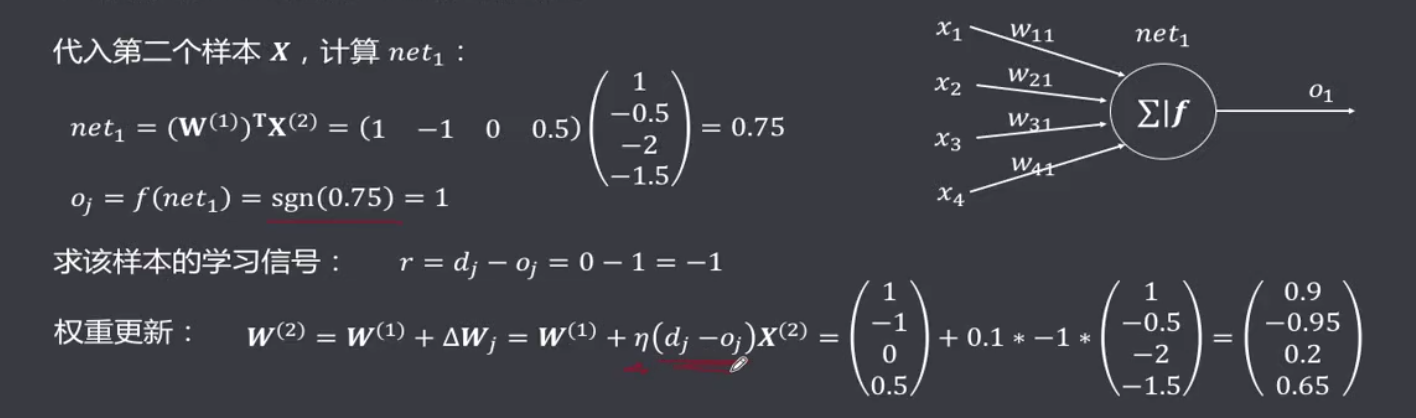 代入第二个样本 X，计算 net₁：
net₁ = (W⁽¹⁾)ᵀX⁽²⁾ = (1 −1 0 0.5) (1 −0.5 −2 −1.5) = 0.75
oⱼ = f(net₁) = sgn(0.75) = 1
求该样本的学习信号： r = dⱼ − oⱼ = 0 − 1 = −1
权重更新： W⁽²⁾ = W⁽¹⁾ + ΔWⱼ = W⁽¹⁾ + η(dⱼ −oⱼ)X⁽²⁾ = (1 −1 0 0.5) + 0.1 ∗ −1 ∗ (1 −0.5 −2 −1.5) = (0.9 −0.95 0.2 0.65)
x₁ w₁₁ net₁
x₂ w₂₁ Σ|f o₁
x₃ w₃₁
x₄ w₄₁